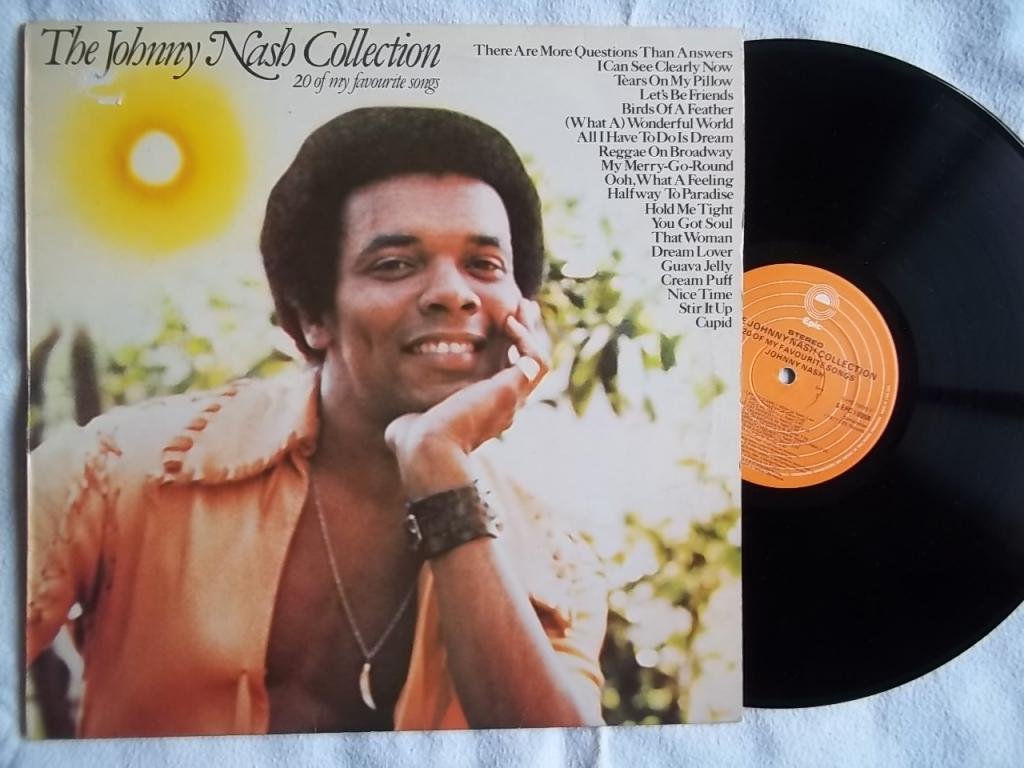 The Johnny Nash Collection
20 of my favourite songs
There Are More Questions Than Answers
I Can See Clearly Now
Tears On My Pillow
Let's Be Friends
Birds Of A Feather
(What A) Wonderful World
All I Have To Do Is Dream
Reggae On Broadway
My Merry-Go-Round
Ooh, What A Feeling
Halfway To Paradise
Hold Me Tight
You Got Soul
That Woman
Dream Lover
Guava Jelly
Cream Puff
Nice Time
Stir It Up
Cupid
Epic
STEREO
JOHNNY NASH COLLECTION
20 OF MY FAVOURITE SONGS
JOHNNY NASH